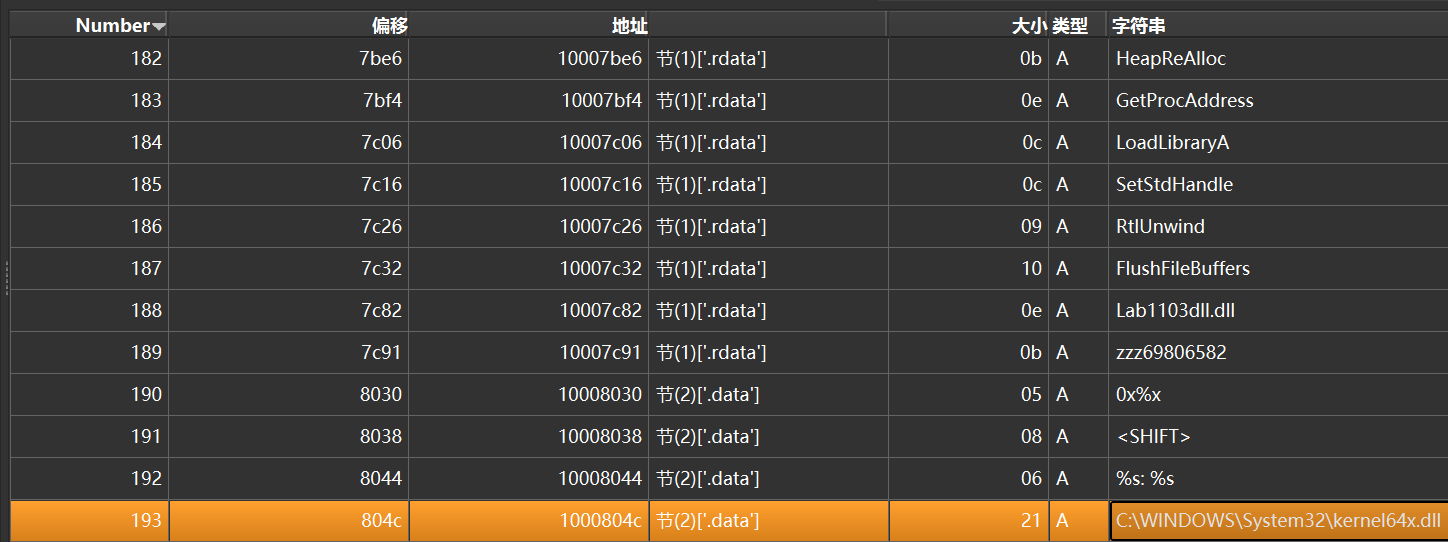 Number 偏移 地址 大小 类型 字符串
182 7be6 10007be6 节(1)['.rdata'] 0b A HeapReAlloc
183 7bf4 10007bf4 节(1)['.rdata'] 0e A GetProcAddress
184 7c06 10007c06 节(1)['.rdata'] 0c A LoadLibraryA
185 7c16 10007c16 节(1)['.rdata'] 0c A SetStdHandle
186 7c26 10007c26 节(1)['.rdata'] 09 A RtlUnwind
187 7c32 10007c32 节(1)['.rdata'] 10 A FlushFileBuffers
188 7c82 10007c82 节(1)['.rdata'] 0e A Lab1103dll.dll
189 7c91 10007c91 节(1)['.rdata'] 0b A zzz69806582
190 8030 10008030 节(2)['.data'] 05 A 0x%x
191 8038 10008038 节(2)['.data'] 08 A <SHIFT>
192 8044 10008044 节(2)['.data'] 06 A %s: %s
193 804c 1000804c 节(2)['.data'] 21 A C:\WINDOWS\System32\kernel64x.dll